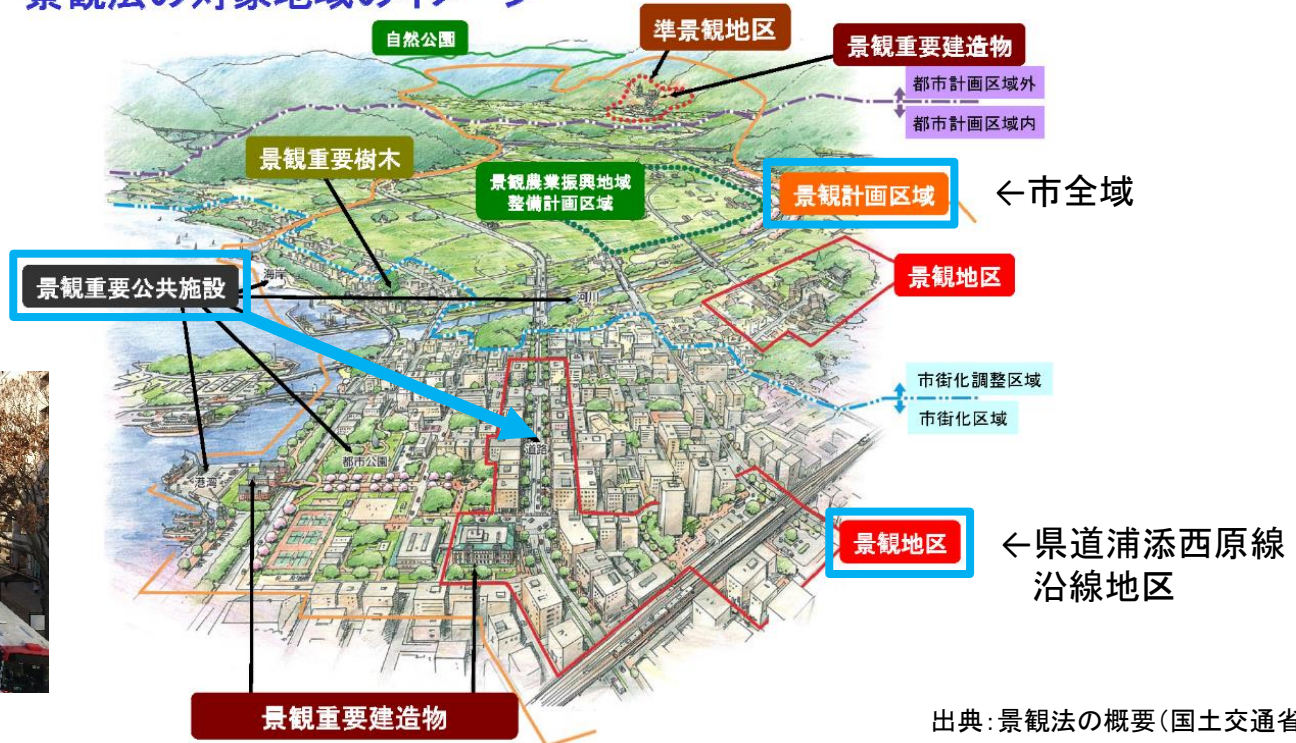 景観法の対象地域のイメージ
自然公園
準景観地区
景観重要建造物
都市計画区域外
都市計画区域内
景観重要樹木
景観農業振興地域
整備計画区域
景観計画区域
←市全域
景観重要公共施設
海岸
河川
景観地区
市街化調整区域
市街化区域
道路
都市公園
港湾
景観地区
←県道浦添西原線
沿線地区
景観重要建造物
出典:景観法の概要(国土交通省